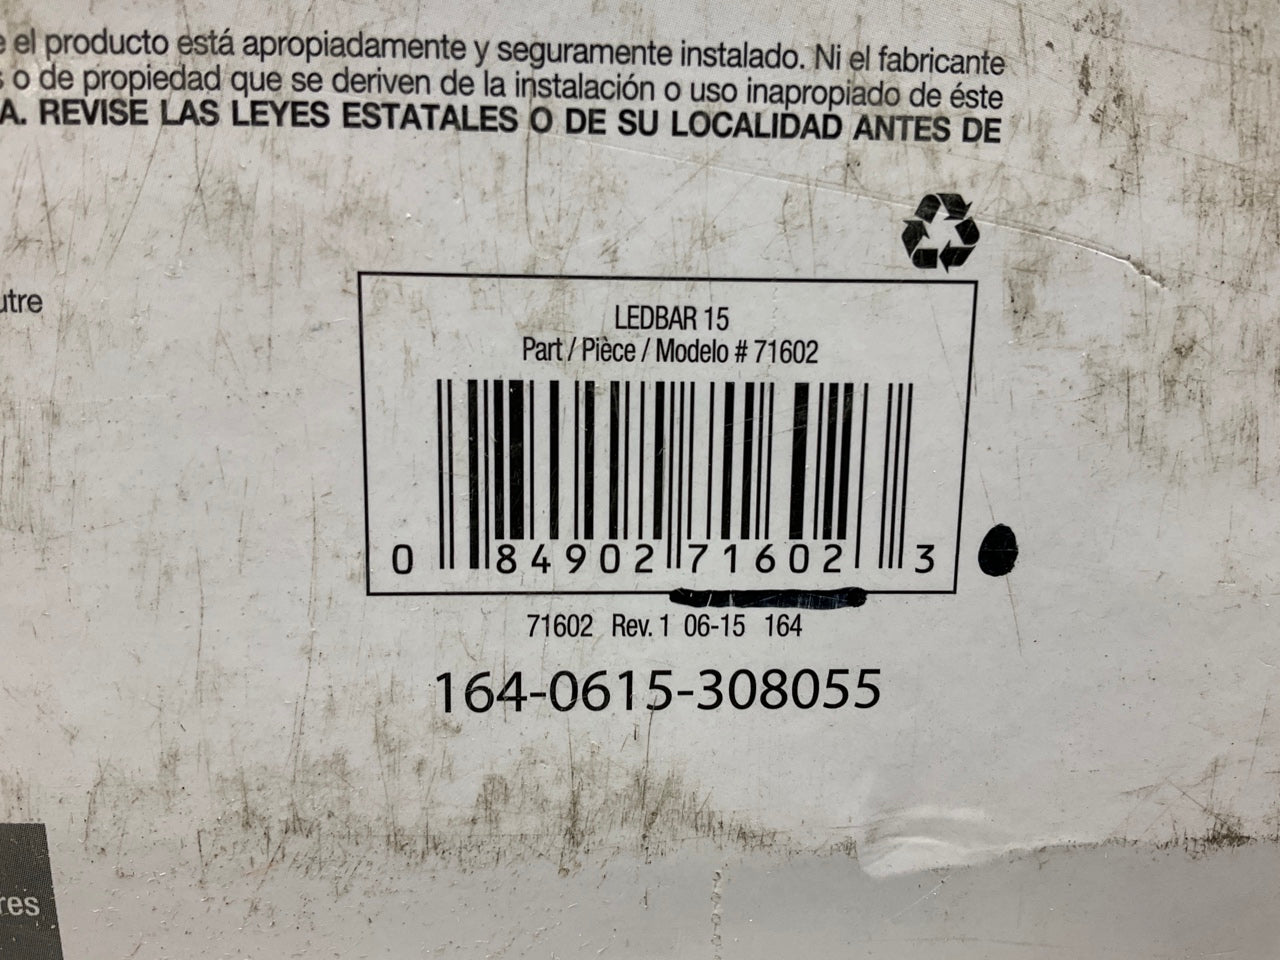 el producto está apropiadamente y seguramente instalado. Ni el fabricante
o de propiedad que se deriven de la instalación o uso inapropiado de éste
A. REVISE LAS LEYES ESTATALES O DE SU LOCALIDAD ANTES DE
utre
LEDBAR 15
Part / Pièce / Modelo # 71602
0 84902 71602 3
71602 Rev. 1 06-15 164
164-0615-308055
res